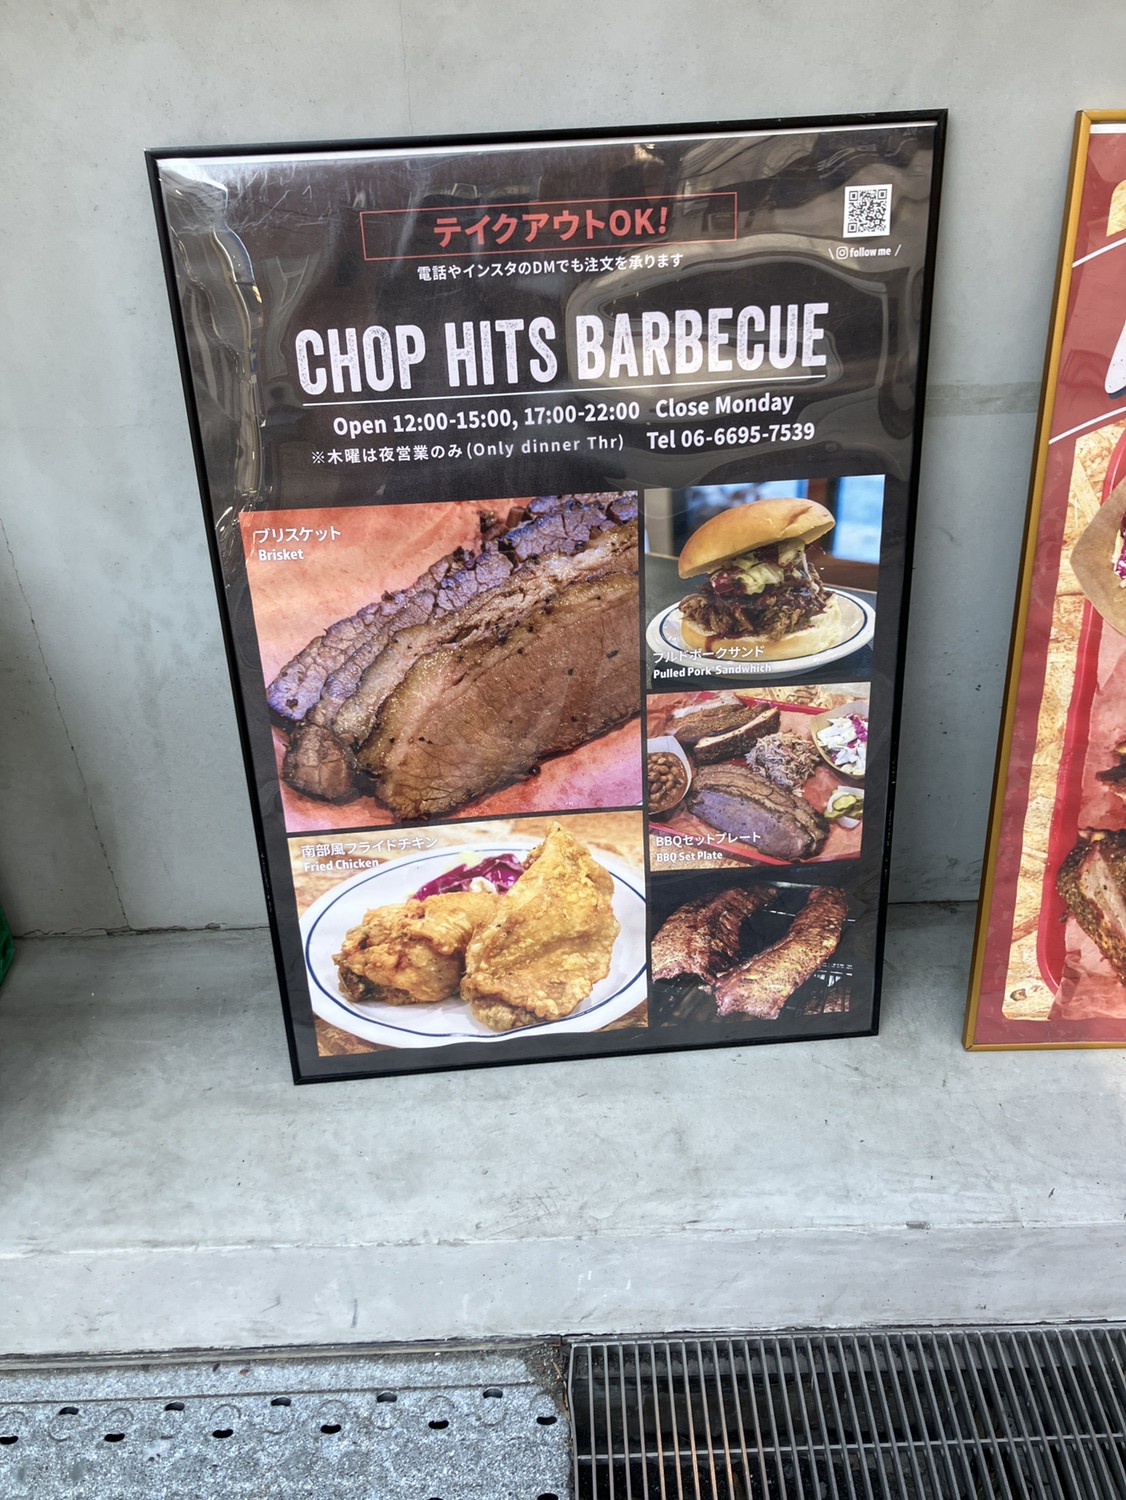 テイクアウトOK!
電話やインスタのDMでも注文を承ります
\ follow me /
CHOP HITS BARBECUE
Open 12:00-15:00, 17:00-22:00 Close Monday
※木曜は夜営業のみ(Only dinner Thr) Tel 06-6695-7539
ブリスケット
Brisket
プルドポークサンド
Pulled Pork Sandwhich
BBQセットプレート
BBQ Set Plate
南部風フライドチキン
Fried Chicken